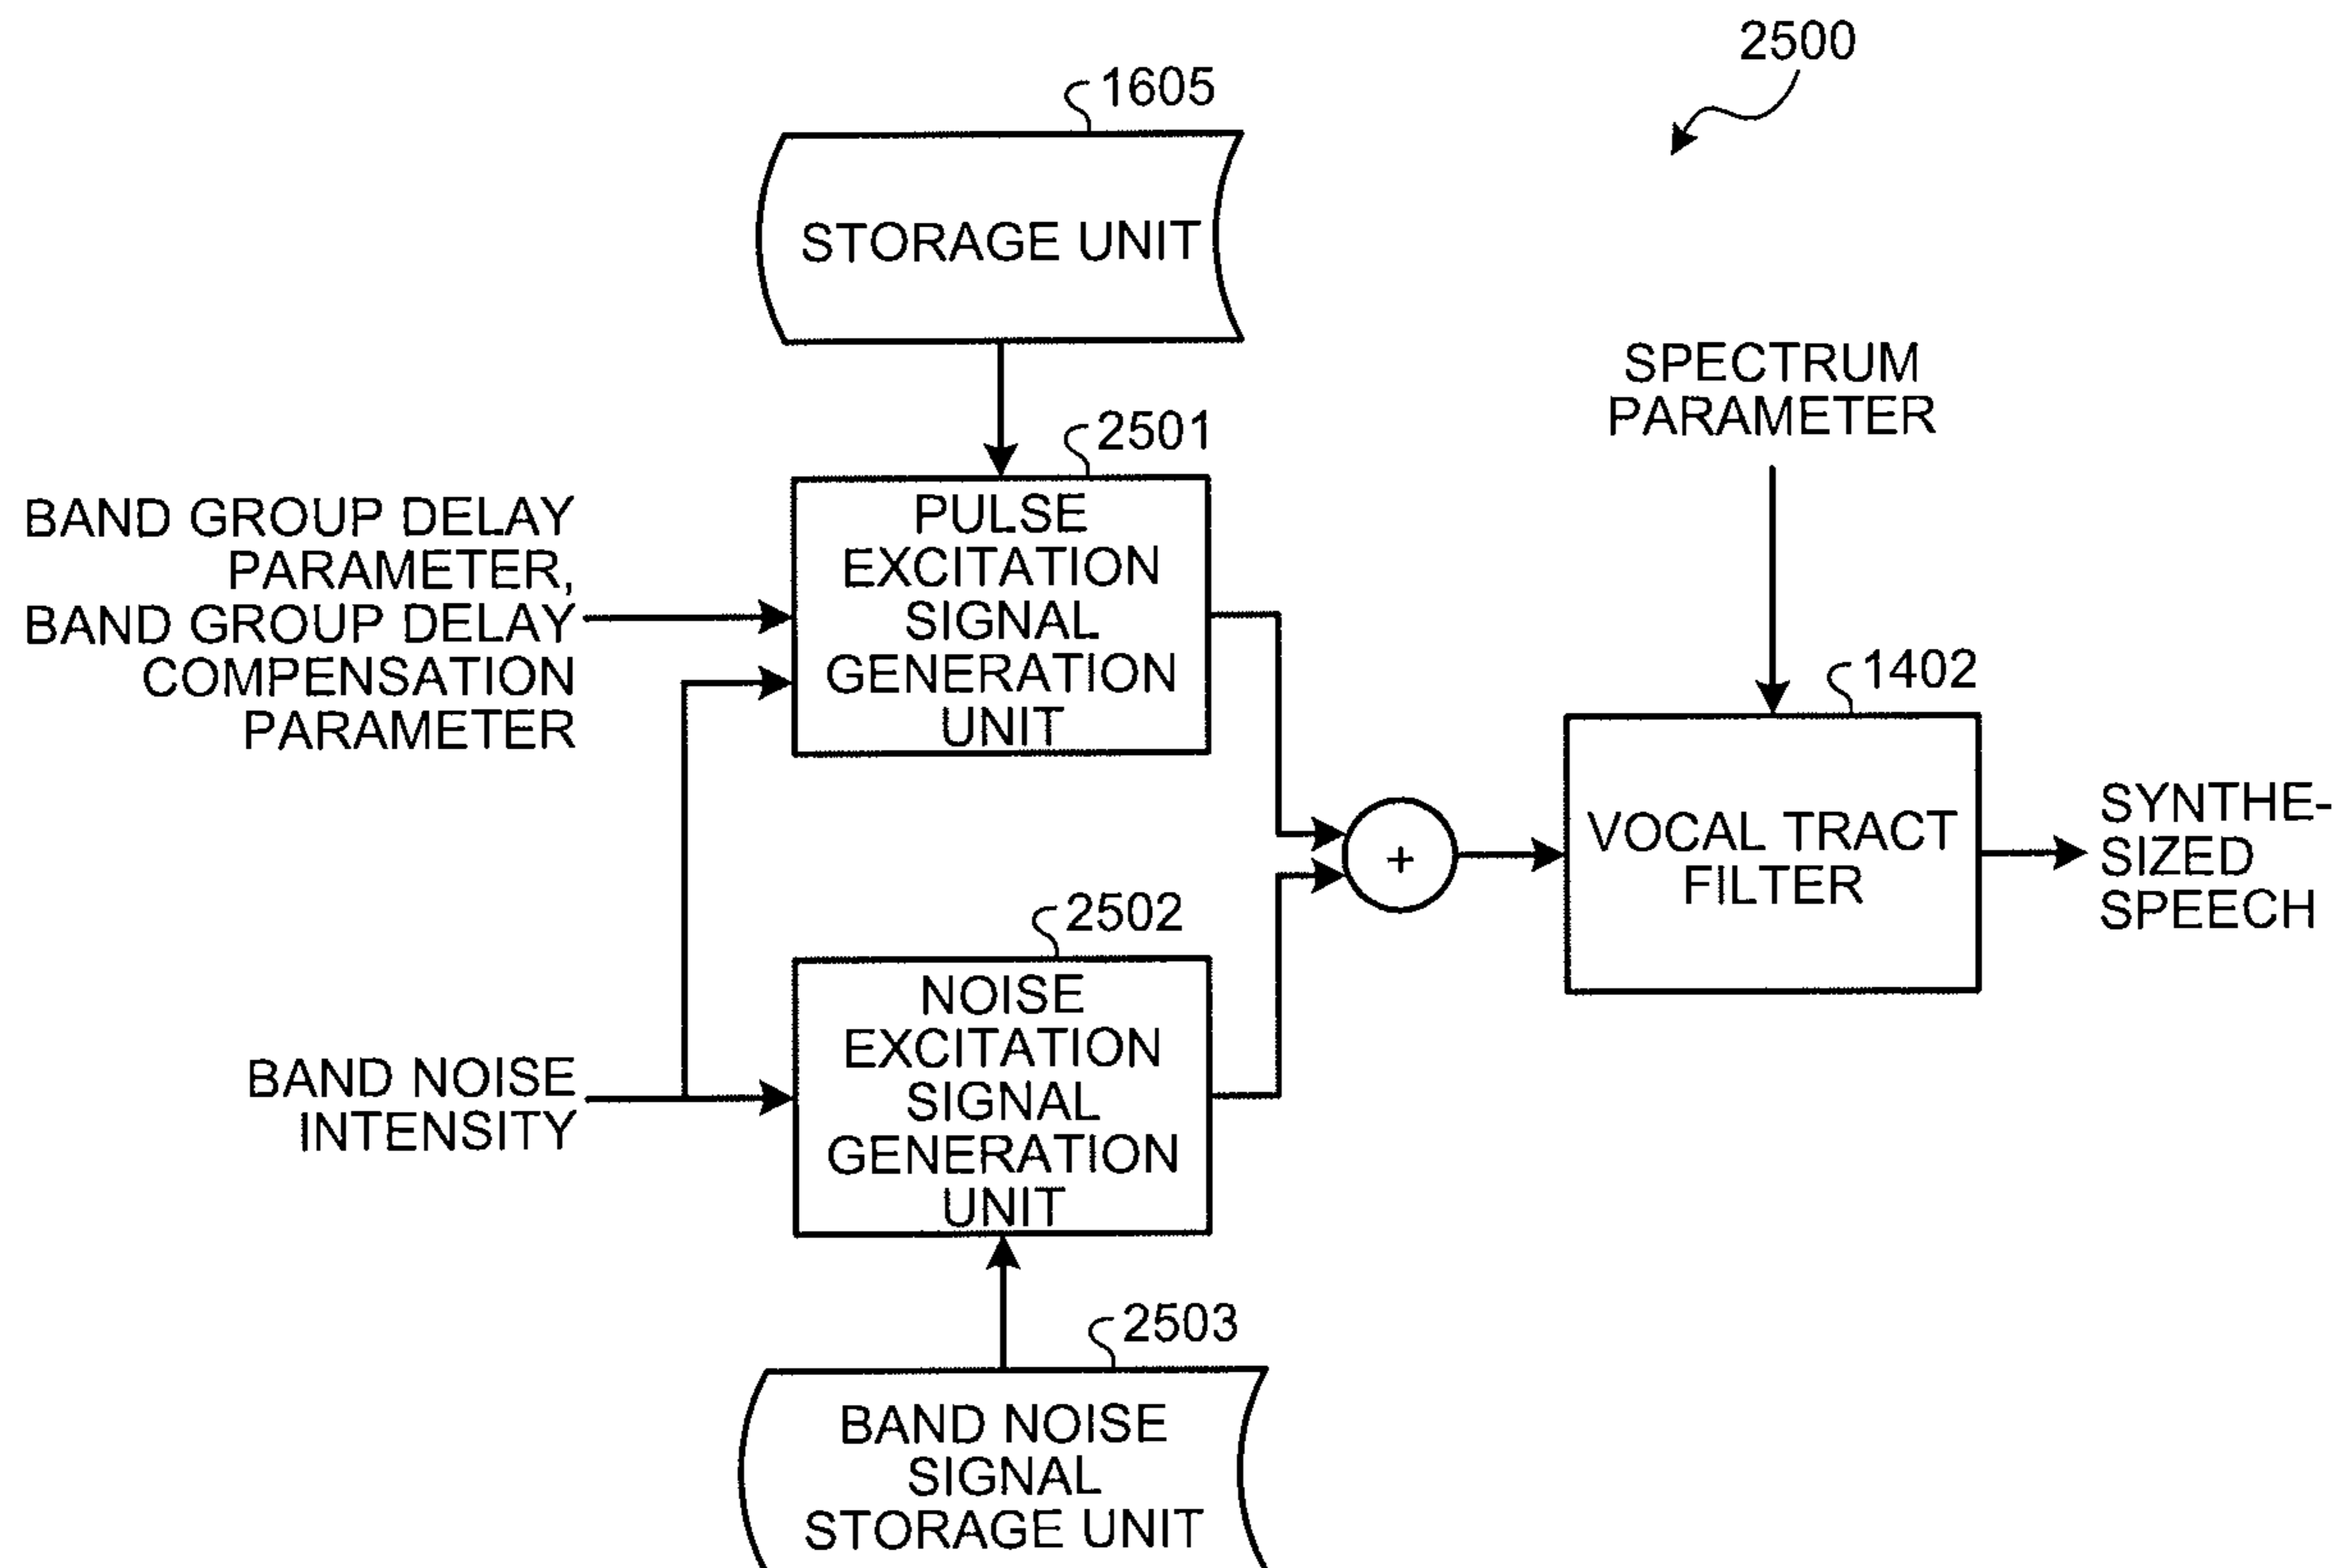 2500
1605
STORAGE UNIT
SPECTRUM
PARAMETER
2501
BAND GROUP DELAY
PARAMETER,
BAND GROUP DELAY
COMPENSATION
PARAMETER
PULSE
EXCITATION
SIGNAL
GENERATION
UNIT
1402
VOCAL TRACT
FILTER
SYNTHE-
SIZED
SPEECH
+
2502
BAND NOISE
INTENSITY
NOISE
EXCITATION
SIGNAL
GENERATION
UNIT
2503
BAND NOISE
SIGNAL
STORAGE UNIT